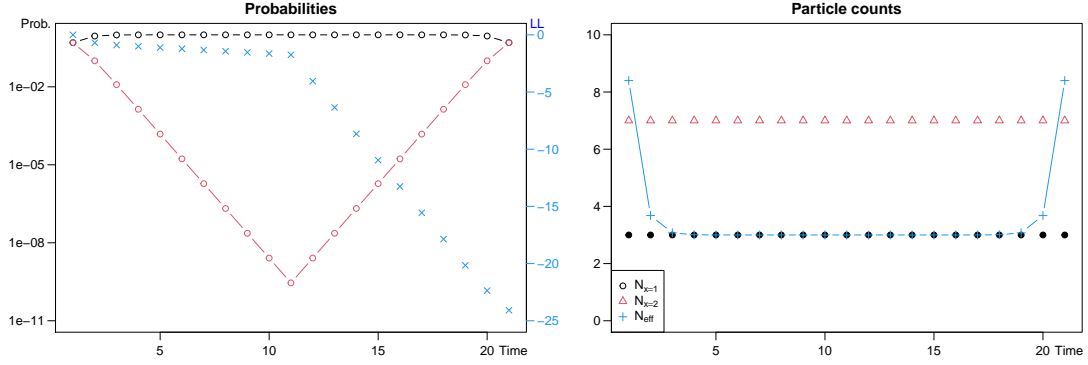 Probabilities
Prob.
LL
1e−02
1e−05
1e−08
1e−11
0
−5
−10
−15
−20
−25
5
10
15
20
Time
Particle counts
10
8
6
4
2
0
N_{x=1}
N_{x=2}
N_{eff}
5
10
15
20
Time